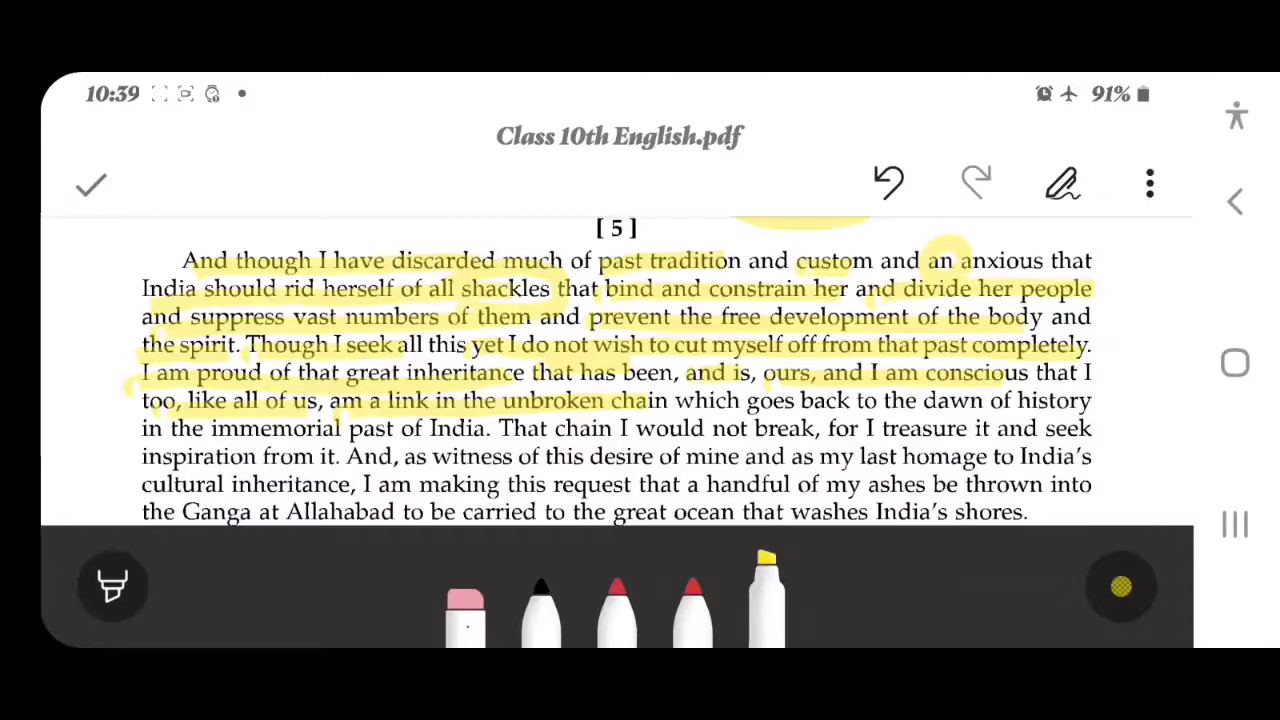 10:39
91%
Class 10th English.pdf
[ 5 ]
And though I have discarded much of past tradition and custom and an anxious that
India should rid herself of all shackles that bind and constrain her and divide her people
and suppress vast numbers of them and prevent the free development of the body and
the spirit. Though I seek all this yet I do not wish to cut myself off from that past completely.
I am proud of that great inheritance that has been, and is, ours, and I am conscious that I
too, like all of us, am a link in the unbroken chain which goes back to the dawn of history
in the immemorial past of India. That chain I would not break, for I treasure it and seek
inspiration from it. And, as witness of this desire of mine and as my last homage to India's
cultural inheritance, I am making this request that a handful of my ashes be thrown into
the Ganga at Allahabad to be carried to the great ocean that washes India's shores.